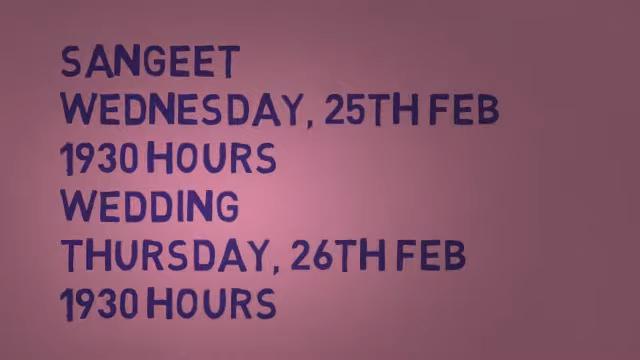 SANGEET
WEDNESDAY, 25TH FEB
1930 HOURS
WEDDING
THURSDAY, 26TH FEB
1930 HOURS